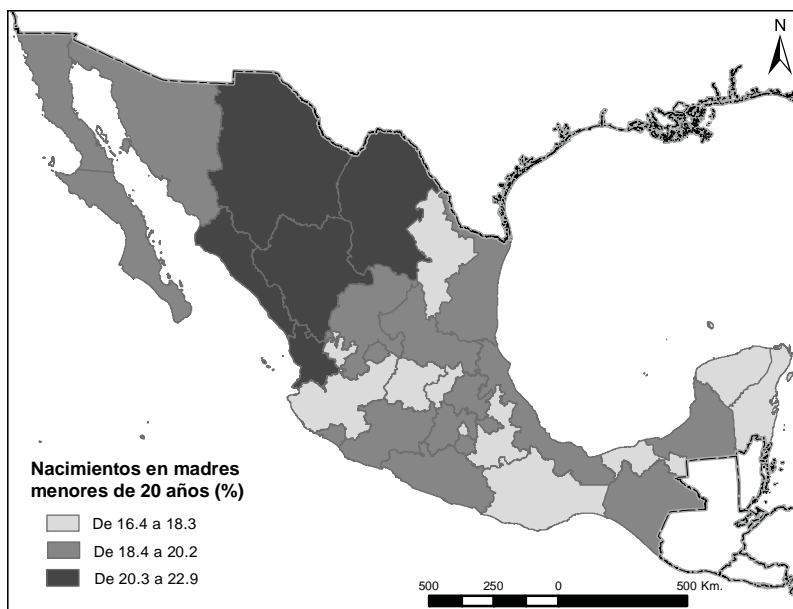 N
Nacimientos en madres
menores de 20 años (%)
De 16.4 a 18.3
De 18.4 a 20.2
De 20.3 a 22.9
500 250 0 500 Km.